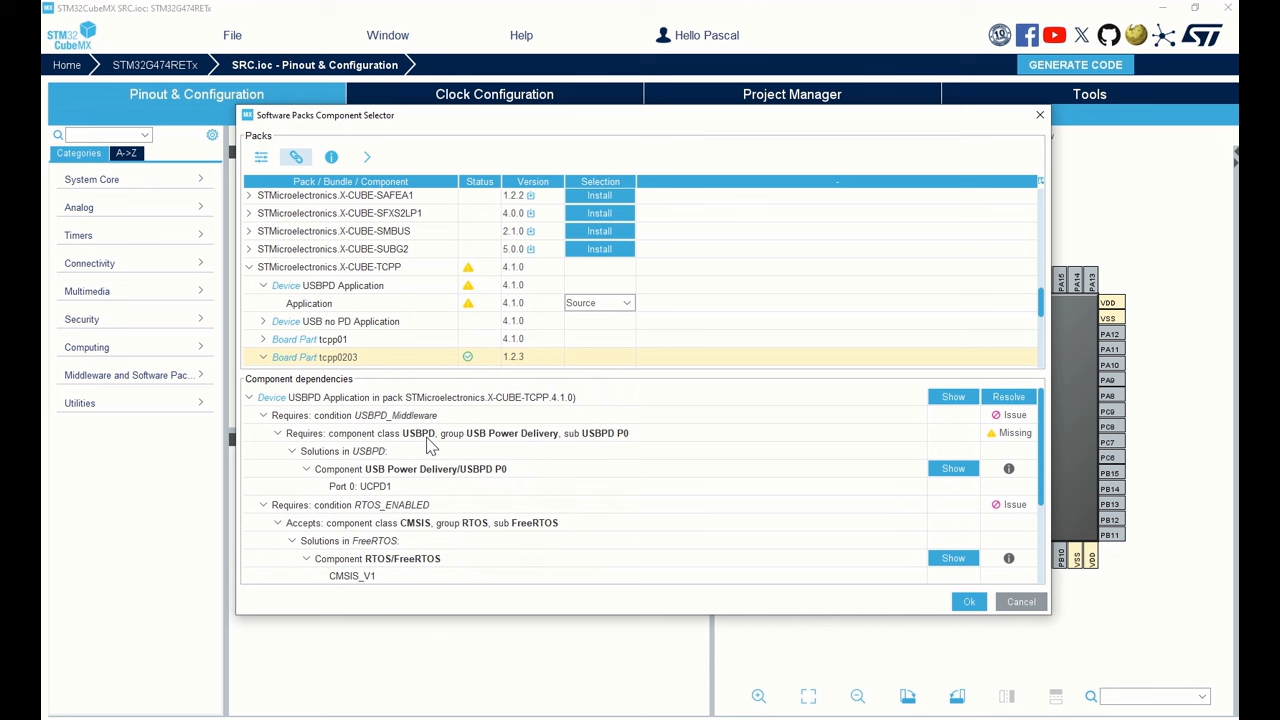 MX STM32CubeMX SRC.ioc: STM32G474RETx
STM32 CubeMX File Window Help Hello Pascal
Home STM32G474RETx SRC.ioc - Pinout & Configuration GENERATE CODE
Pinout & Configuration Clock Configuration Project Manager Tools
MX Software Packs Component Selector
Packs
Categories A->Z
System Core
Analog
Timers
Connectivity
Multimedia
Security
Computing
Middleware and Software Pac...
Utilities
Pack / Bundle / Component Status Version Selection -
STMicroelectronics.X-CUBE-SAFEA1 1.2.2 Install
STMicroelectronics.X-CUBE-SFXS2LP1 4.0.0 Install
STMicroelectronics.X-CUBE-SMBUS 2.1.0 Install
STMicroelectronics.X-CUBE-SUBG2 5.0.0 Install
STMicroelectronics.X-CUBE-TCPP 4.1.0
Device USBPD Application 4.1.0
Application 4.1.0 Source
Device USB no PD Application 4.1.0
Board Part tcpp01 4.1.0
Board Part tcpp0203 1.2.3
Component dependencies
Device USBPD Application in pack STMicroelectronics.X-CUBE-TCPP.4.1.0) Show Resolve
Requires: condition USBPD_Middleware Issue
Requires: component class USBPD, group USB Power Delivery, sub USBPD P0 Missing
Solutions in USBPD:
Component USB Power Delivery/USBPD P0 Show
Port 0: UCPD1
Requires: condition RTOS_ENABLED Issue
Accepts: component class CMSIS, group RTOS, sub FreeRTOS
Solutions in FreeRTOS:
Component RTOS/FreeRTOS Show
CMSIS_V1
Ok Cancel
PA15 PA14 PA13
VDD
VSS
PA12
PA11
PA10
PA9
PA8
PC9
PC8
PC7
PC6
PB15
PB14
PB13
PB12
PB11
PB10 VSS VDD